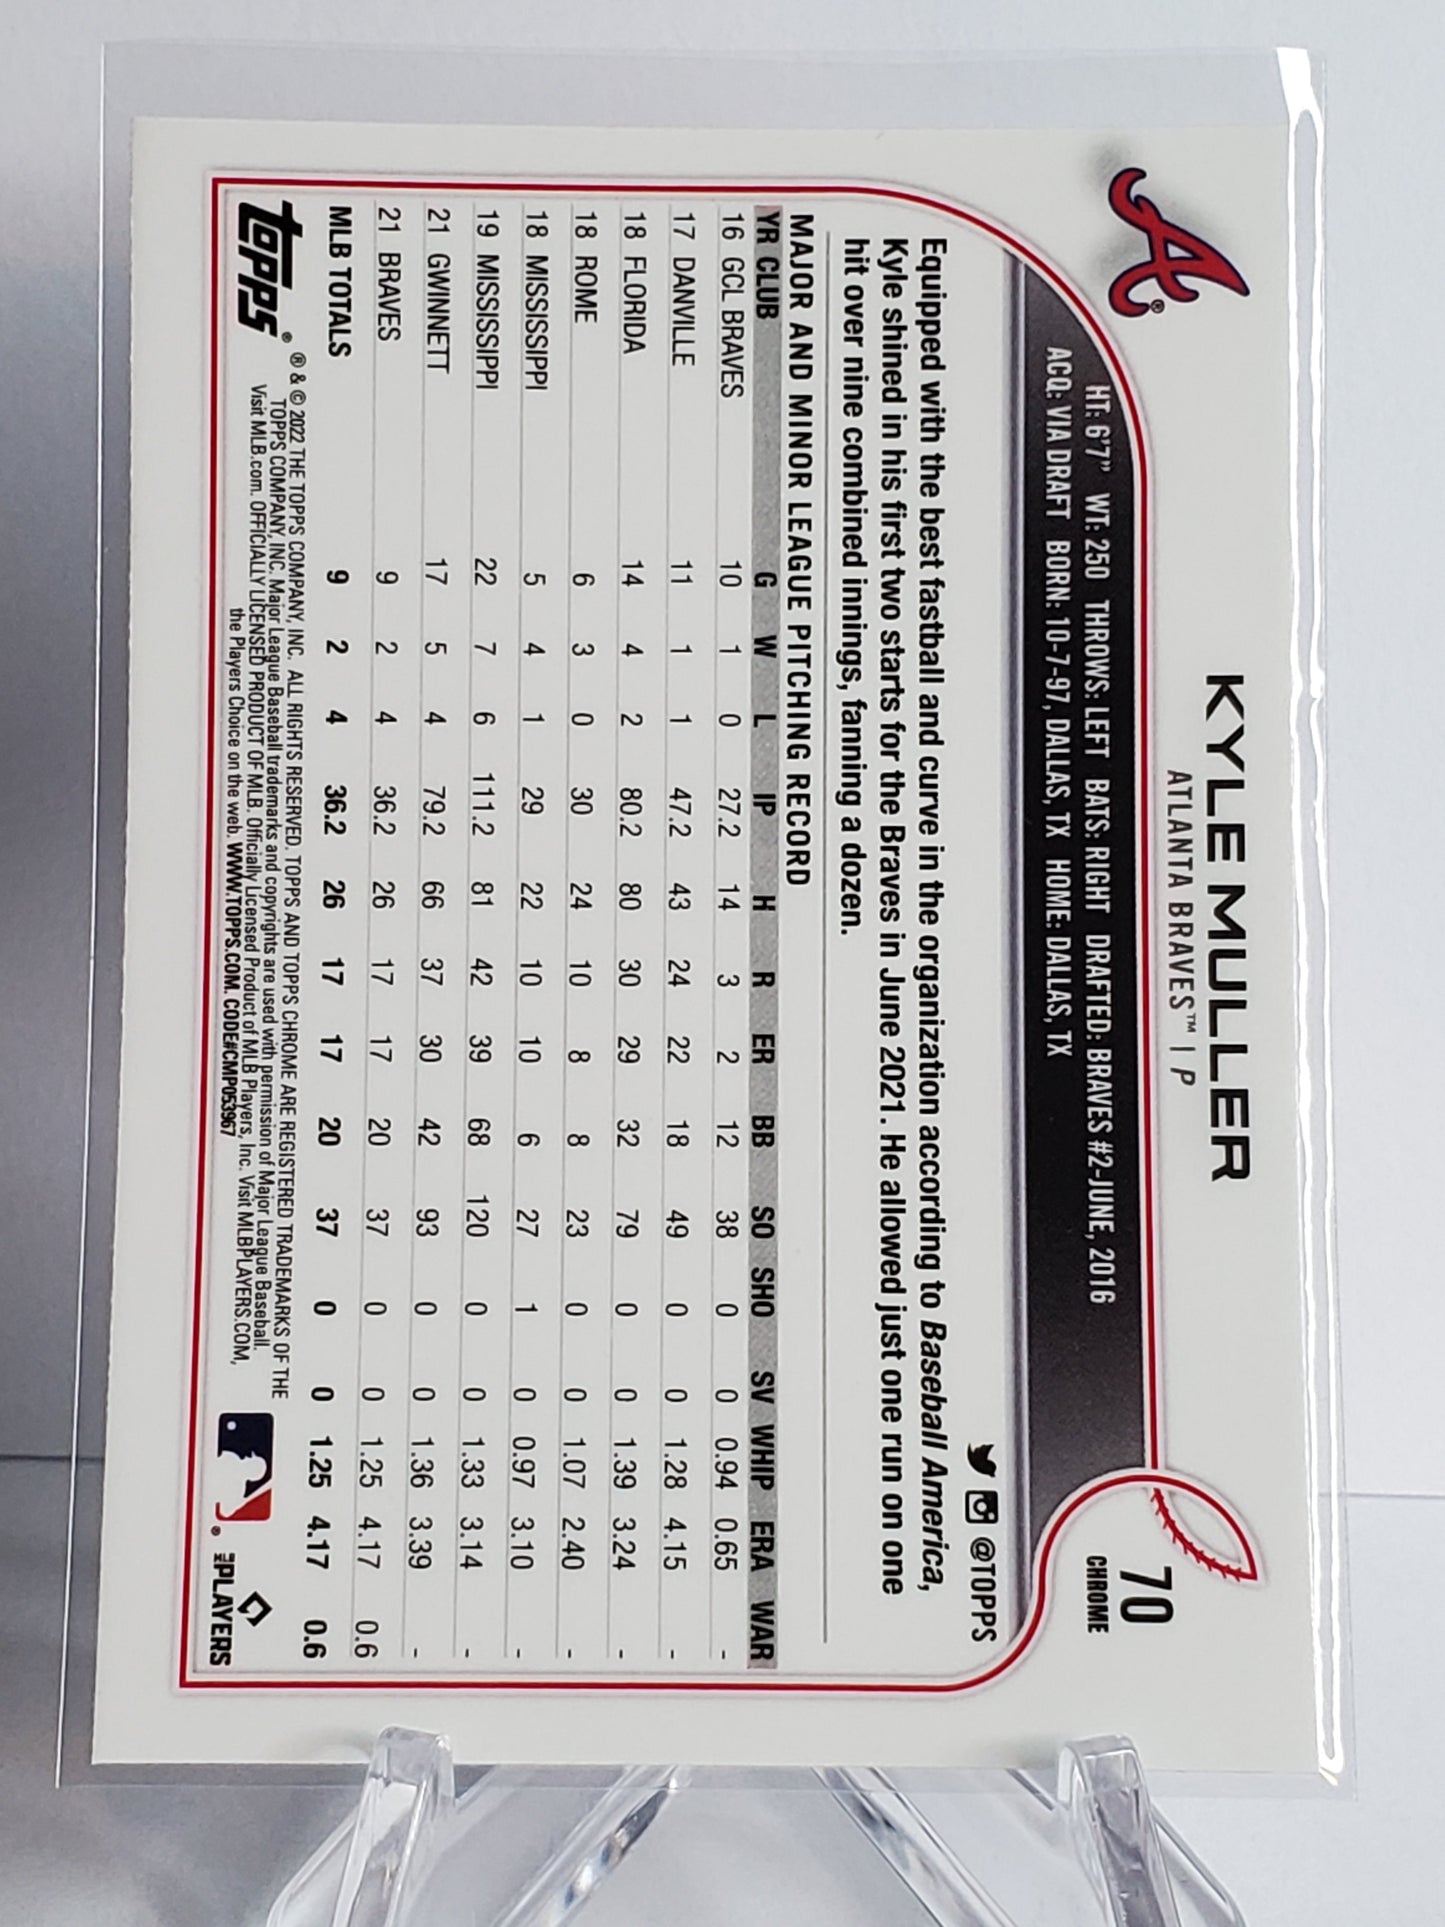 A®
KYLE MULLER
ATLANTA BRAVES™ | P
70
CHROME
HT: 6'7" WT: 250 THROWS: LEFT BATS: RIGHT DRAFTED: BRAVES #2-JUNE, 2016
ACQ: VIA DRAFT BORN: 10-7-97, DALLAS, TX HOME: DALLAS, TX
@TOPPS
Equipped with the best fastball and curve in the organization according to Baseball America,
Kyle shined in his first two starts for the Braves in June 2021. He allowed just one run on one
hit over nine combined innings, fanning a dozen.
MAJOR AND MINOR LEAGUE PITCHING RECORD
YR CLUB G W L IP H R ER BB SO SHO SV WHIP ERA WAR
16 GCL BRAVES 10 1 0 27.2 14 3 2 12 38 0 0 0.94 0.65 -
17 DANVILLE 11 1 1 47.2 43 24 22 18 49 0 0 1.28 4.15 -
18 FLORIDA 14 4 2 80.2 80 30 29 32 79 0 0 1.39 3.24 -
18 ROME 6 3 0 30 24 10 8 8 23 0 0 1.07 2.40 -
18 MISSISSIPPI 5 4 1 29 22 10 10 6 27 1 0 0.97 3.10 -
19 MISSISSIPPI 22 7 6 111.2 81 42 39 68 120 0 0 1.33 3.14 -
21 GWINNETT 17 5 4 79.2 66 37 30 42 93 0 0 1.36 3.39 -
21 BRAVES 9 2 4 36.2 26 17 17 20 37 0 0 1.25 4.17 0.6
MLB TOTALS 9 2 4 36.2 26 17 17 20 37 0 0 1.25 4.17 0.6
topps®
® & © 2022 THE TOPPS COMPANY, INC. ALL RIGHTS RESERVED. TOPPS AND TOPPS CHROME ARE REGISTERED TRADEMARKS OF THE
TOPPS COMPANY, INC. Major League Baseball trademarks and copyrights are used with permission of Major League Baseball.
Visit MLB.com. OFFICIALLY LICENSED PRODUCT OF MLB. Officially Licensed Product of MLB Players, Inc. Visit MLBPLAYERS.COM,
the Players Choice on the web. WWW.TOPPS.COM. CODE#CMP053967
®
MLB PLAYERS